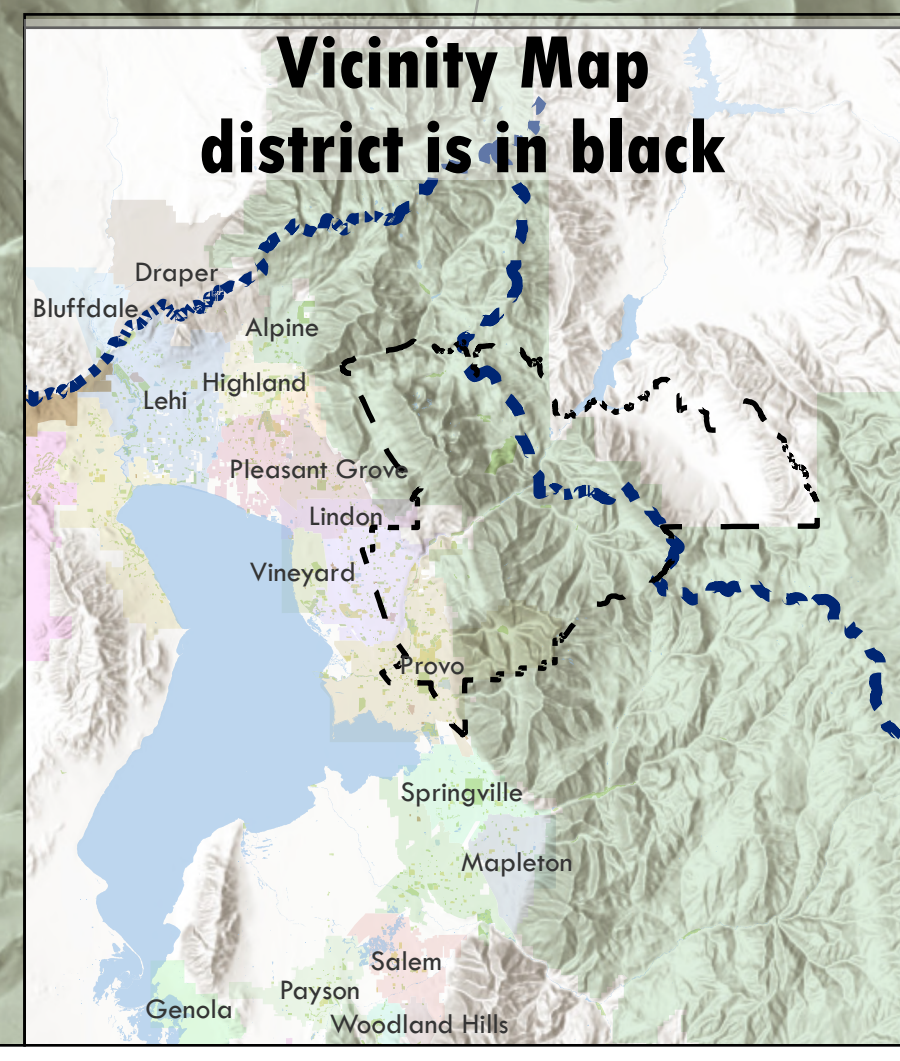 Vicinity Map
district is in black
Draper
Bluffdale
Alpine
Highland
Lehi
Pleasant Grove
Lindon
Vineyard
Provo
Springville
Mapleton
Salem
Payson
Genola
Woodland Hills